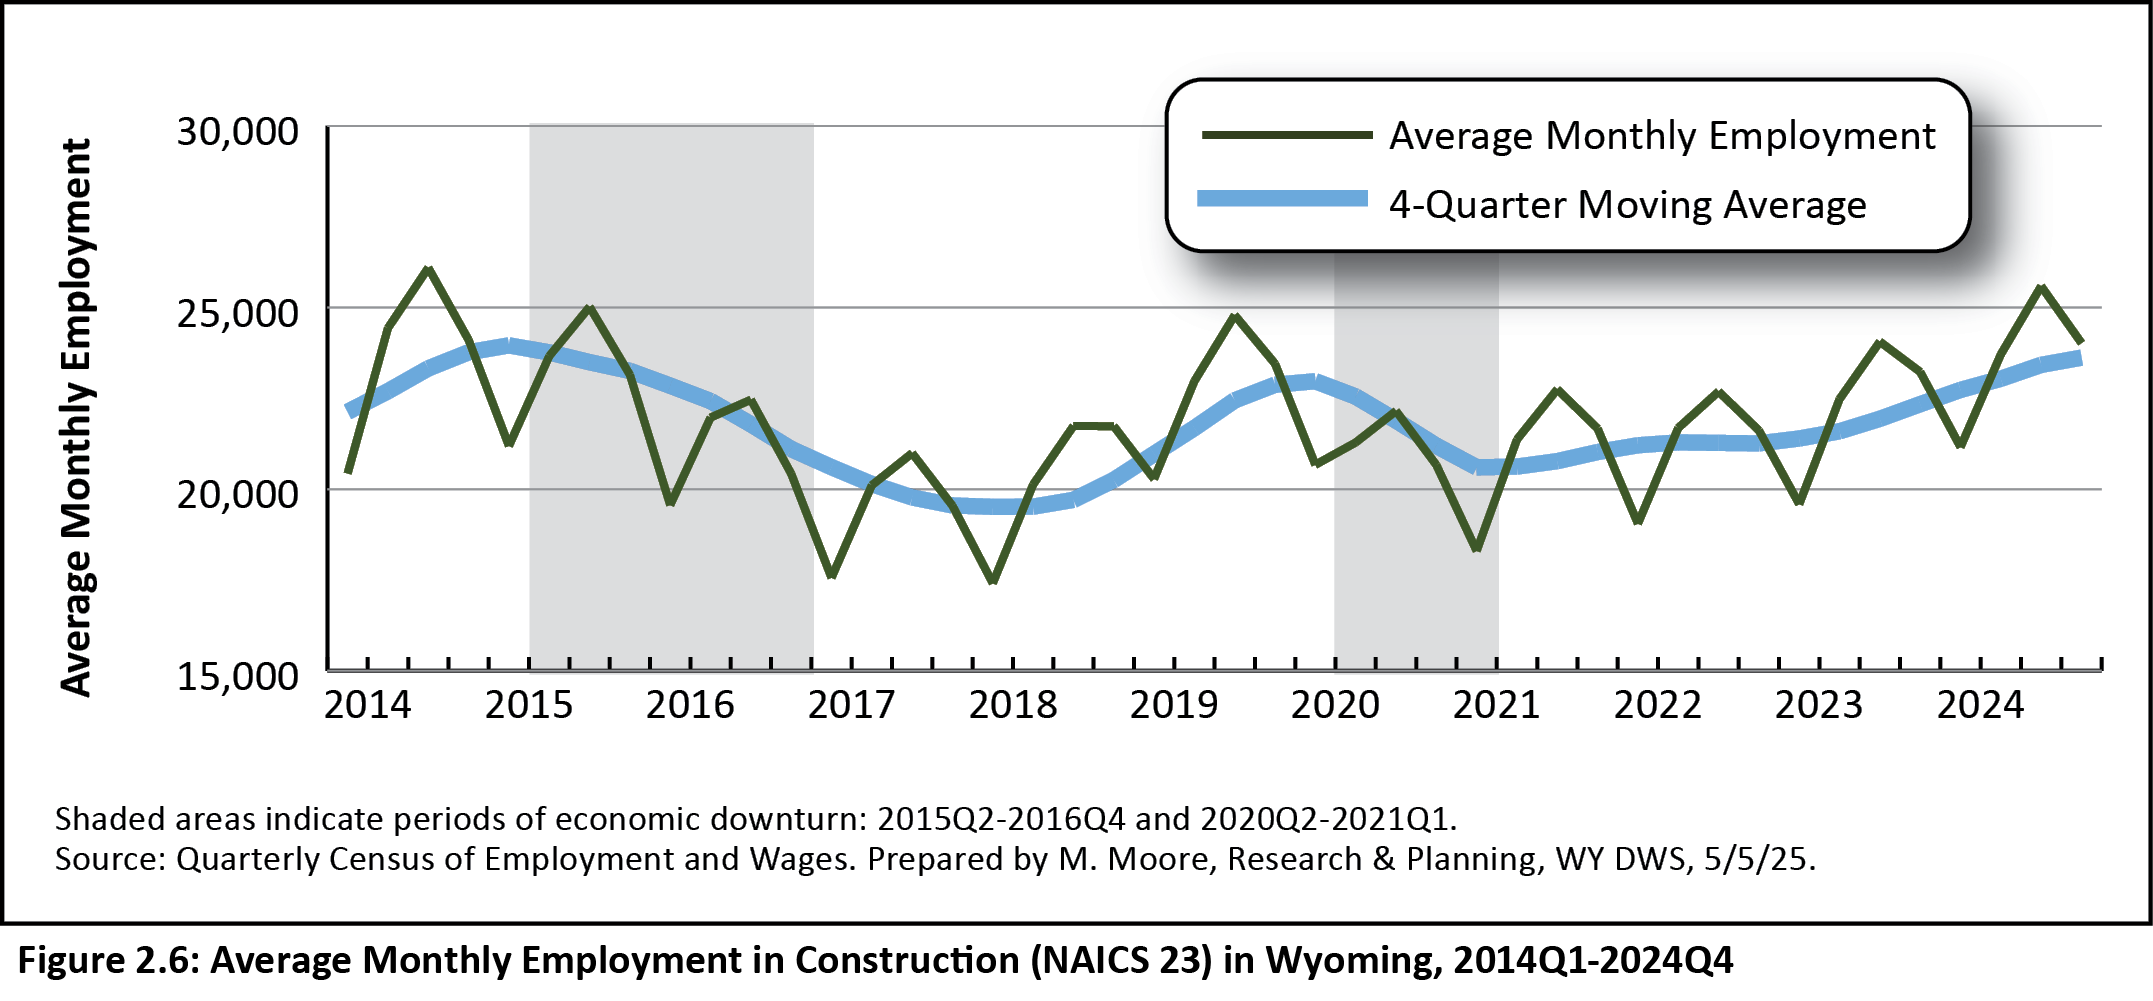 Average Monthly Employment
4-Quarter Moving Average
Average Monthly Employment
30,000
25,000
20,000
15,000
2014 2015 2016 2017 2018 2019 2020 2021 2022 2023 2024
Shaded areas indicate periods of economic downturn: 2015Q2-2016Q4 and 2020Q2-2021Q1.
Source: Quarterly Census of Employment and Wages. Prepared by M. Moore, Research & Planning, WY DWS, 5/5/25.
Figure 2.6: Average Monthly Employment in Construction (NAICS 23) in Wyoming, 2014Q1-2024Q4